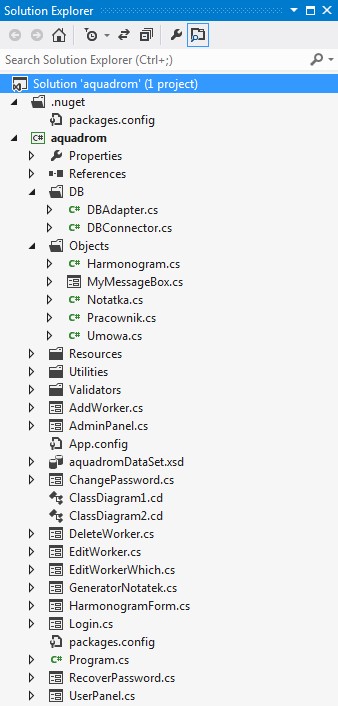 Solution Explorer
Search Solution Explorer (Ctrl+;)
Solution 'aquadrom' (1 project)
.nuget
packages.config
C# aquadrom
Properties
References
DB
C# DBAdapter.cs
C# DBConnector.cs
Objects
C# Harmonogram.cs
MyMessageBox.cs
C# Notatka.cs
C# Pracownik.cs
C# Umowa.cs
Resources
Utilities
Validators
AddWorker.cs
AdminPanel.cs
App.config
aquadromDataSet.xsd
ChangePassword.cs
ClassDiagram1.cd
ClassDiagram2.cd
DeleteWorker.cs
EditWorker.cs
EditWorkerWhich.cs
GeneratorNotatek.cs
HarmonogramForm.cs
Login.cs
packages.config
C# Program.cs
RecoverPassword.cs
UserPanel.cs